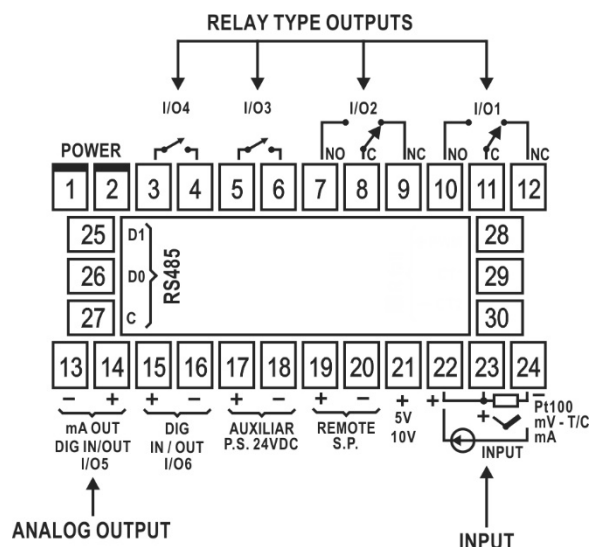 RELAY TYPE OUTPUTS
I/O4 I/O3 I/O2 I/O1
POWER NO C NC NO C NC
1 2 3 4 5 6 7 8 9 10 11 12
25 D1 28
26 D0 RS485 29
27 C 30
13 14 15 16 17 18 19 20 21 22 23 24
− + + − + − + − + + −
mA OUT DIG AUXILIAR REMOTE 5V + Pt100
DIG IN/OUT IN / OUT P.S. 24VDC S.P. 10V mV - T/C
I/O5 I/O6 INPUT mA
ANALOG OUTPUT INPUT